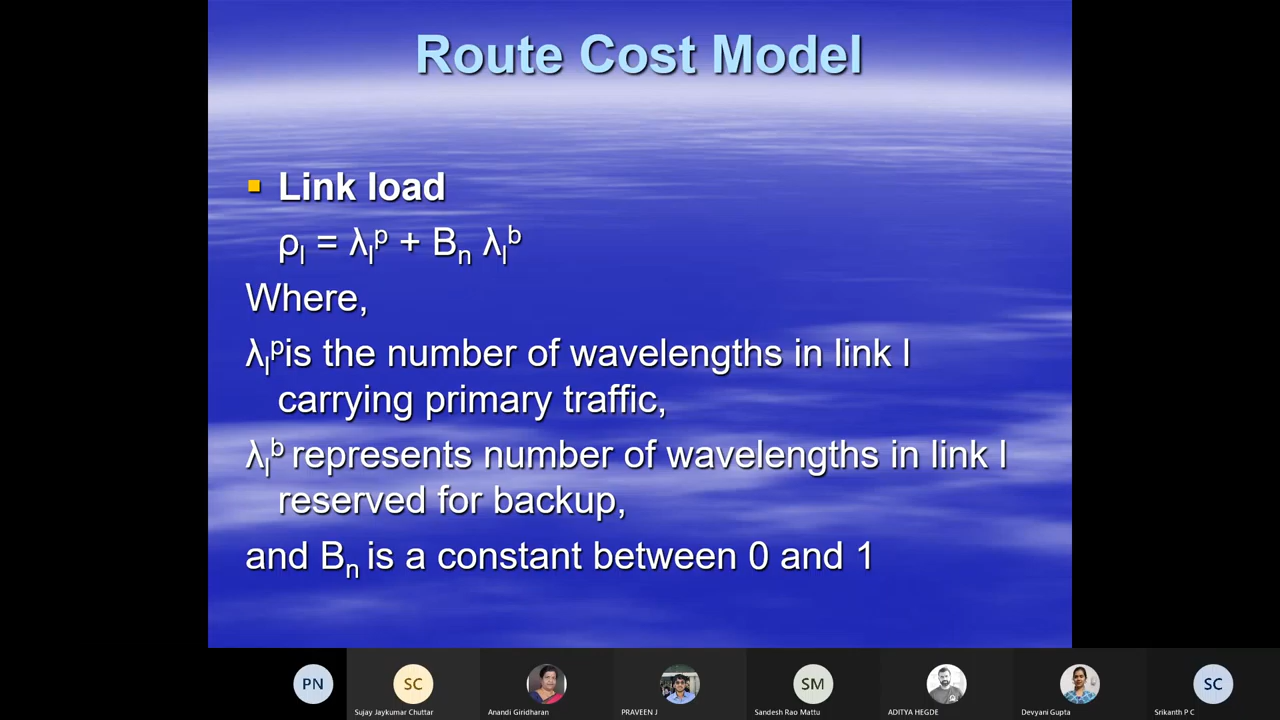 Route Cost Model
▪ Link load
ρₗ = λₗᵖ + Bₙ λₗᵇ
Where,
λₗᵖis the number of wavelengths in link l
carrying primary traffic,
λₗᵇ represents number of wavelengths in link l
reserved for backup,
and Bₙ is a constant between 0 and 1
PN SC SM SC
Sujay Jaykumar Chuttar Anandi Giridharan PRAVEEN J Sandesh Rao Mattu ADITYA HEGDE Devyani Gupta Srikanth P C